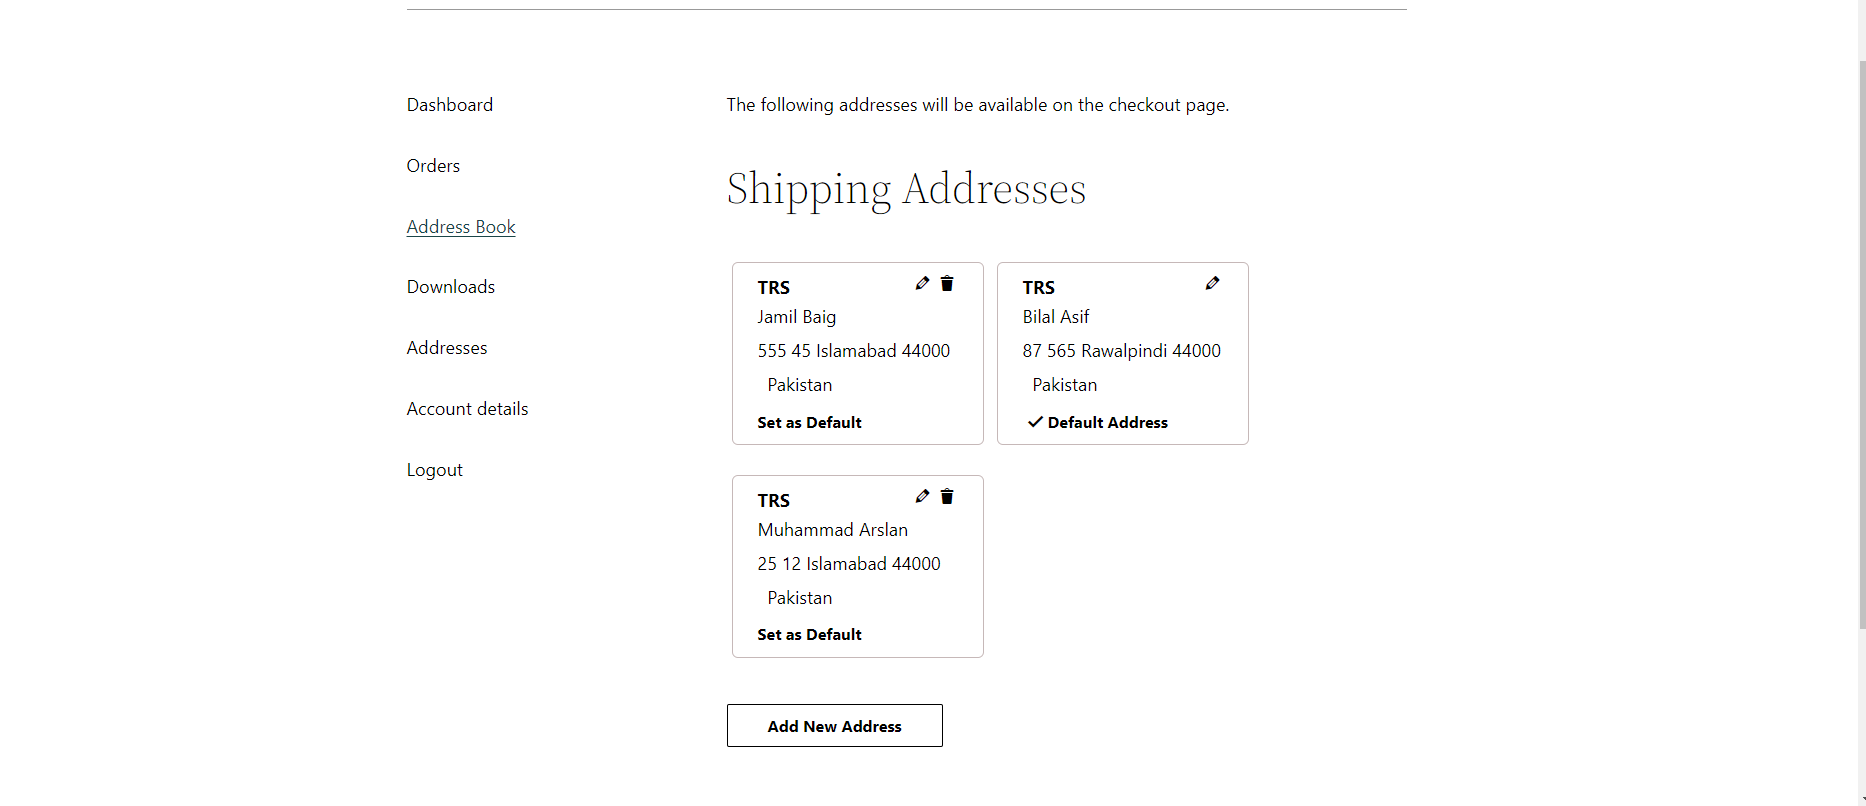 Dashboard
Orders
Address Book
Downloads
Addresses
Account details
Logout
The following addresses will be available on the checkout page.
Shipping Addresses
TRS
Jamil Baig
555 45 Islamabad 44000
Pakistan
Set as Default
TRS
Bilal Asif
87 565 Rawalpindi 44000
Pakistan
Default Address
TRS
Muhammad Arslan
25 12 Islamabad 44000
Pakistan
Set as Default
Add New Address